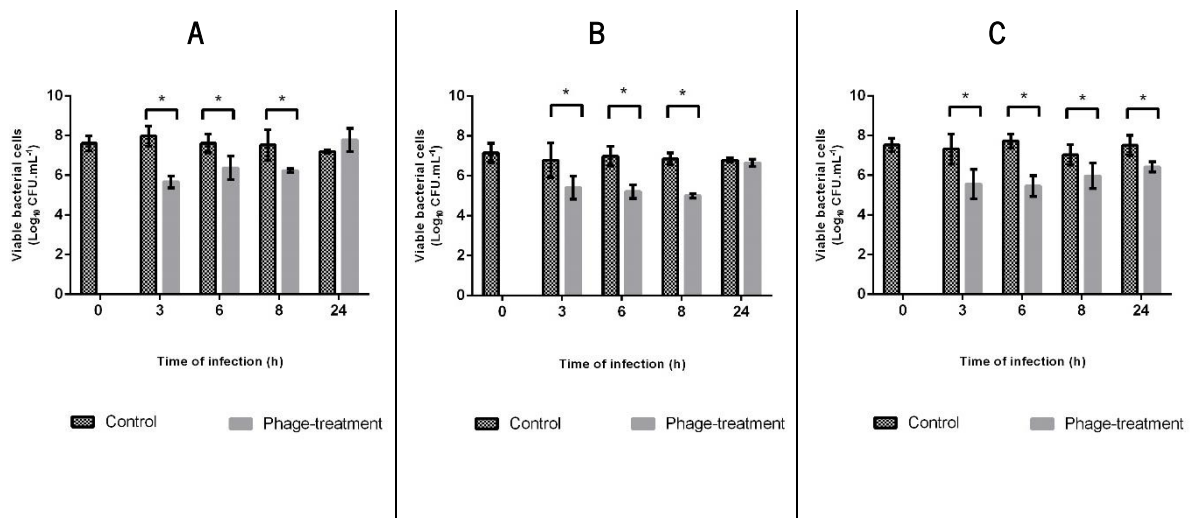 A
Viable bacterial cells
(Log₁₀ CFU.mL⁻¹)
10
8
6
4
2
0
* * *
0 3 6 8 24
Time of infection (h)
Control Phage-treatment
B
Viable bacterial cells
(Log₁₀ CFU.mL⁻¹)
10
8
6
4
2
0
* * *
0 3 6 8 24
Time of infection (h)
Control Phage-treatment
C
Viable bacterial cells
(Log₁₀ CFU.mL⁻¹)
10
8
6
4
2
0
* * * *
0 3 6 8 24
Time of infection (h)
Control Phage-treatment